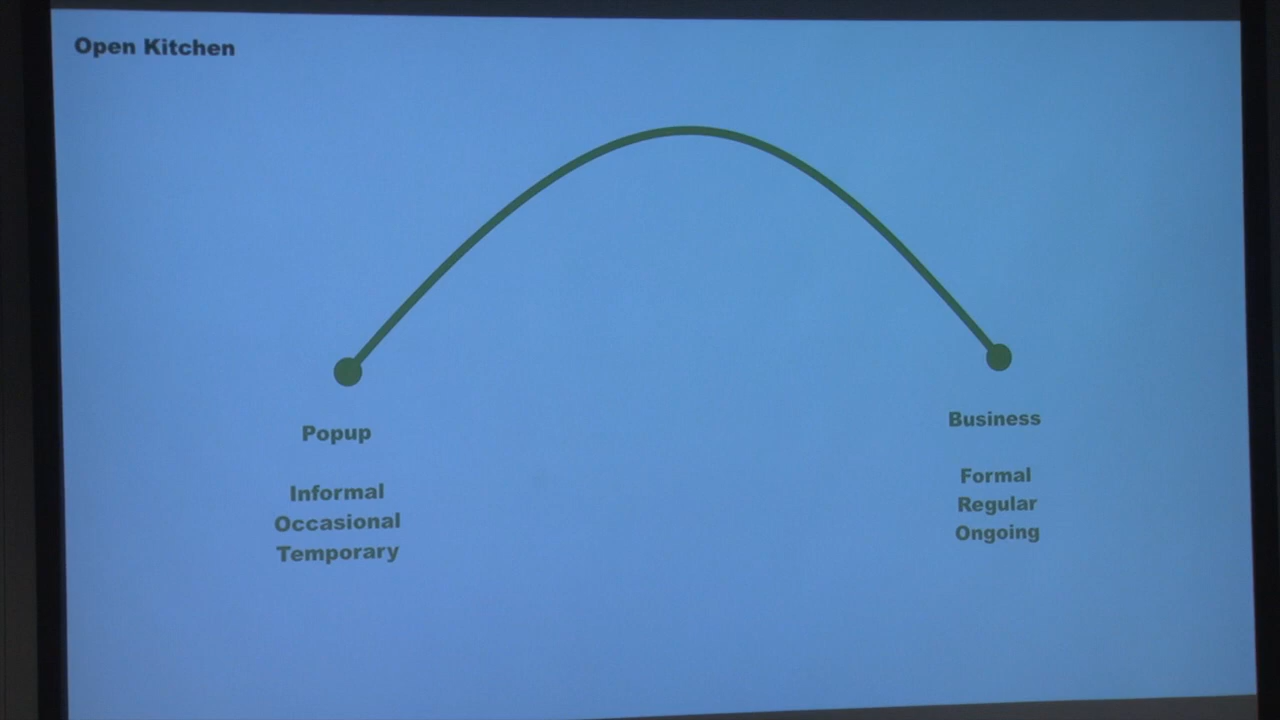 Open Kitchen
Popup
Informal
Occasional
Temporary
Business
Formal
Regular
Ongoing